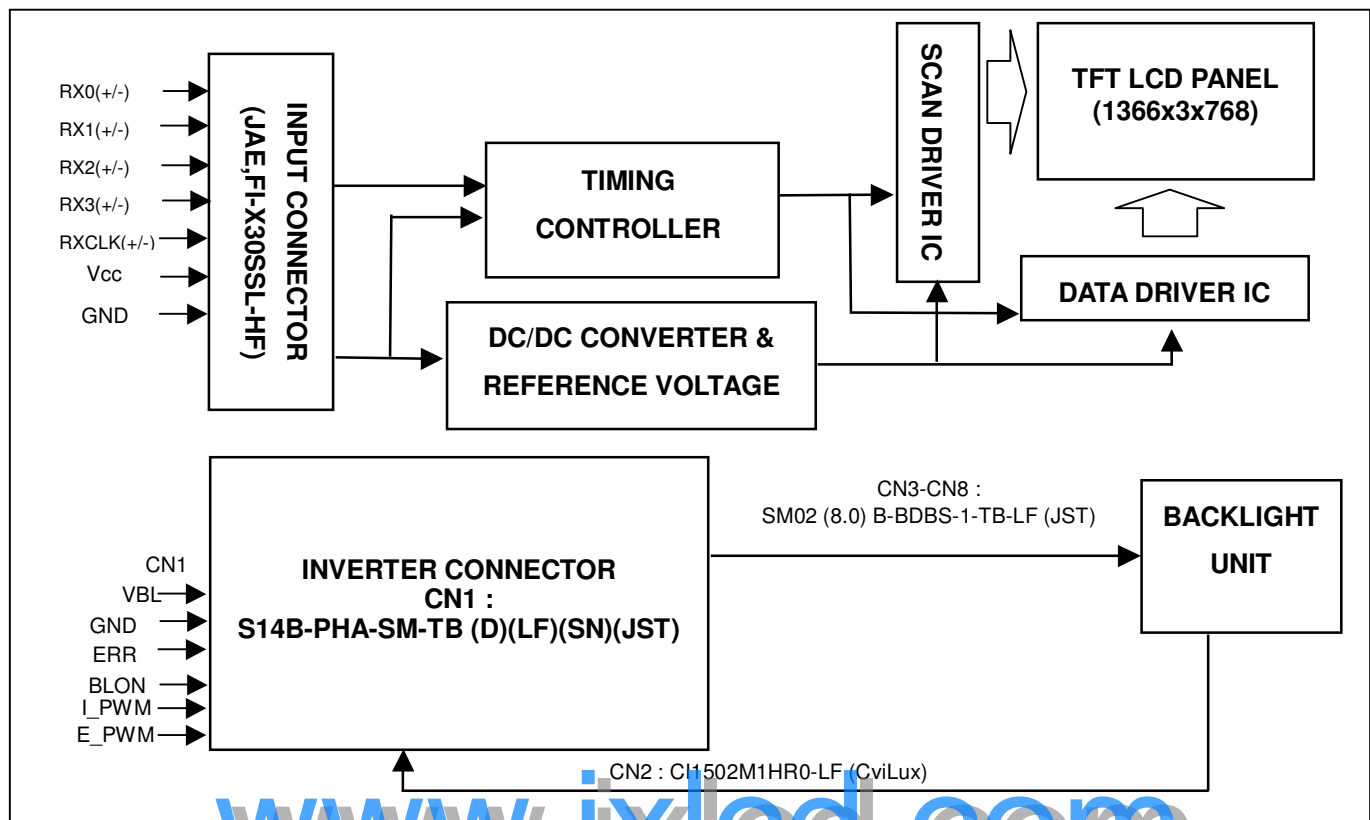 RX0(+/-)
RX1(+/-)
RX2(+/-)
RX3(+/-)
RXCLK(+/-)
Vcc
GND
INPUT CONNECTOR
(JAE,FI-X30SSL-HF)
TIMING
CONTROLLER
DC/DC CONVERTER &
REFERENCE VOLTAGE
SCAN DRIVER IC
TFT LCD PANEL
(1366x3x768)
DATA DRIVER IC
CN1
VBL
GND
ERR
BLON
I_PWM
E_PWM
INVERTER CONNECTOR
CN1 :
S14B-PHA-SM-TB (D)(LF)(SN)(JST)
CN3-CN8 :
SM02 (8.0) B-BDBS-1-TB-LF (JST)
BACKLIGHT
UNIT
CN2 : CI1502M1HR0-LF (CviLux)
www.jxlcd.com